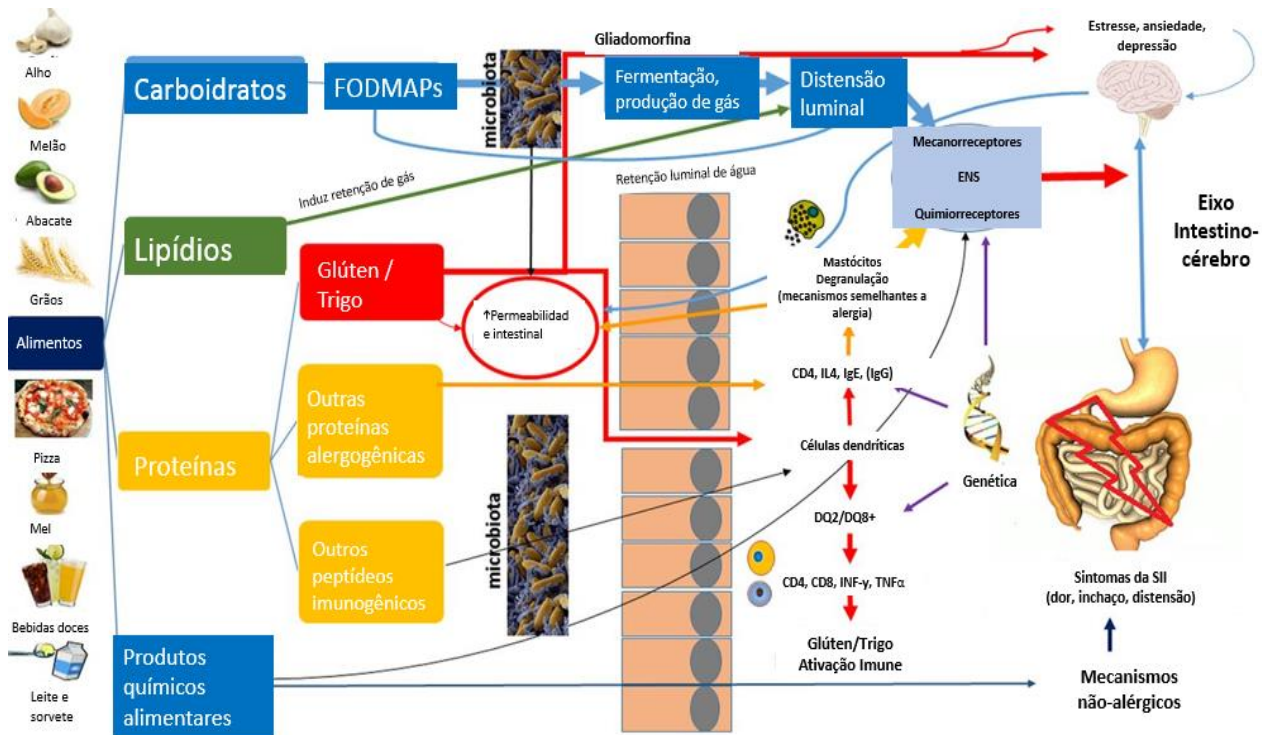 Alho
Melão
Abacate
Grãos
Alimentos
Pizza
Mel
Bebidas doces
Leite e
sorvete
Carboidratos
FODMAPs
microbiota
Gliadomorfina
Fermentação,
produção de gás
Distensão
luminal
Estresse, ansiedade,
depressão
Mecanorreceptores
ENS
Quimiorreceptores
Eixo
Intestino-
cérebro
Lipídios
Induz retenção de gás
Retenção luminal de água
Glúten /
Trigo
↑Permeabilidad
e intestinal
Mastócitos
Degranulação
(mecanismos semelhantes a
alergia)
CD4, IL4, IgE, (IgG)
Proteínas
Outras
proteínas
alergogênicas
Células dendríticas
Genética
DQ2/DQ8+
Outros
peptídeos
imunogênicos
microbiota
CD4, CD8, INF-γ, TNFα
Glúten/Trigo
Ativação Imune
Sintomas da SII
(dor, inchaço, distensão)
Mecanismos
não-alérgicos
Produtos
químicos
alimentares